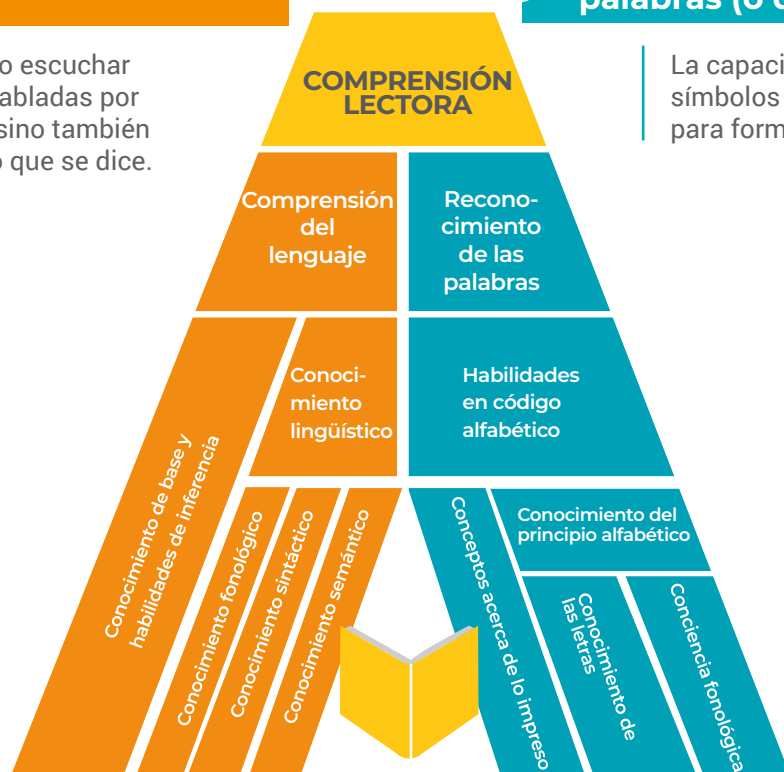 palabras (o
o escuchar
abladas por
sino también
o que se dice.
La capaci
símbolos
para form
COMPRENSIÓN
LECTORA
Comprensión
del
lenguaje
Recono-
cimiento
de las
palabras
Conoci-
miento
lingüístico
Habilidades
en código
alfabético
Conocimiento de base y
habilidades de inferencia
Conocimiento fonológico
Conocimiento sintáctico
Conocimiento semántico
Conceptos acerca de lo impreso
Conocimiento del
principio alfabético
Conocimiento de
las letras
Conciencia fonológica